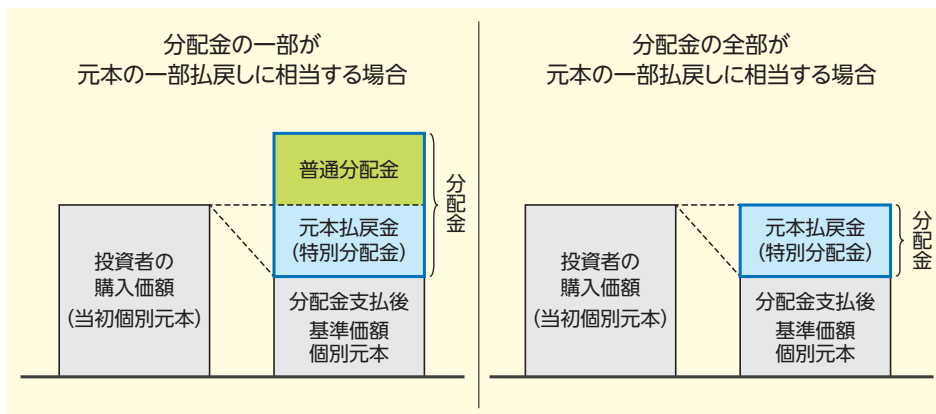 分配金の一部が
元本の一部払戻しに相当する場合
普通分配金
元本払戻金
(特別分配金)
分配金
投資者の
購入価額
(当初個別元本)
分配金支払後
基準価額
個別元本
分配金の全部が
元本の一部払戻しに相当する場合
元本払戻金
(特別分配金)
分配金
投資者の
購入価額
(当初個別元本)
分配金支払後
基準価額
個別元本